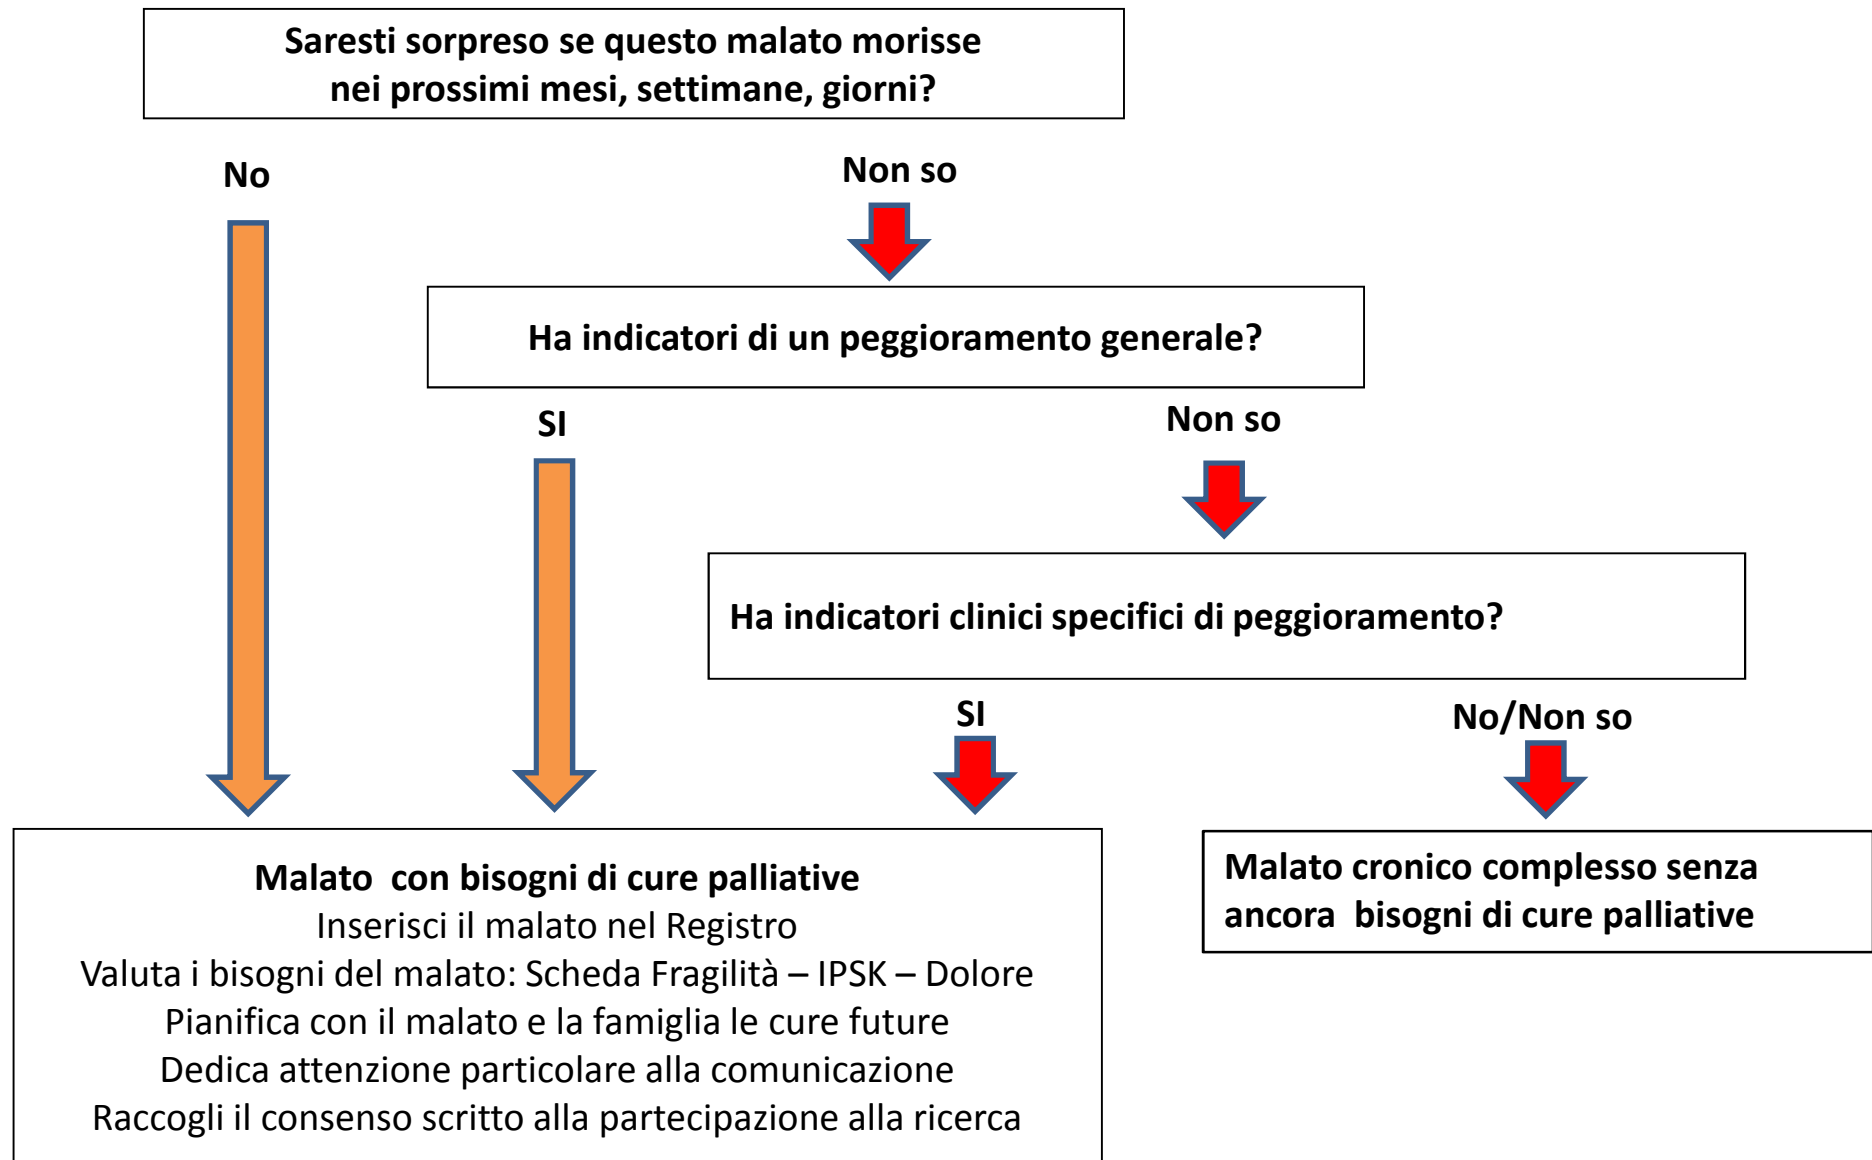 Saresti sorpreso se questo malato morisse
nei prossimi mesi, settimane, giorni?
No
Non so
Ha indicatori di un peggioramento generale?
SI
Non so
Ha indicatori clinici specifici di peggioramento?
SI
No/Non so
Malato con bisogni di cure palliative
Inserisci il malato nel Registro
Valuta i bisogni del malato: Scheda Fragilità – IPSK – Dolore
Pianifica con il malato e la famiglia le cure future
Dedica attenzione particolare alla comunicazione
Raccogli il consenso scritto alla partecipazione alla ricerca
Malato cronico complesso senza
ancora bisogni di cure palliative